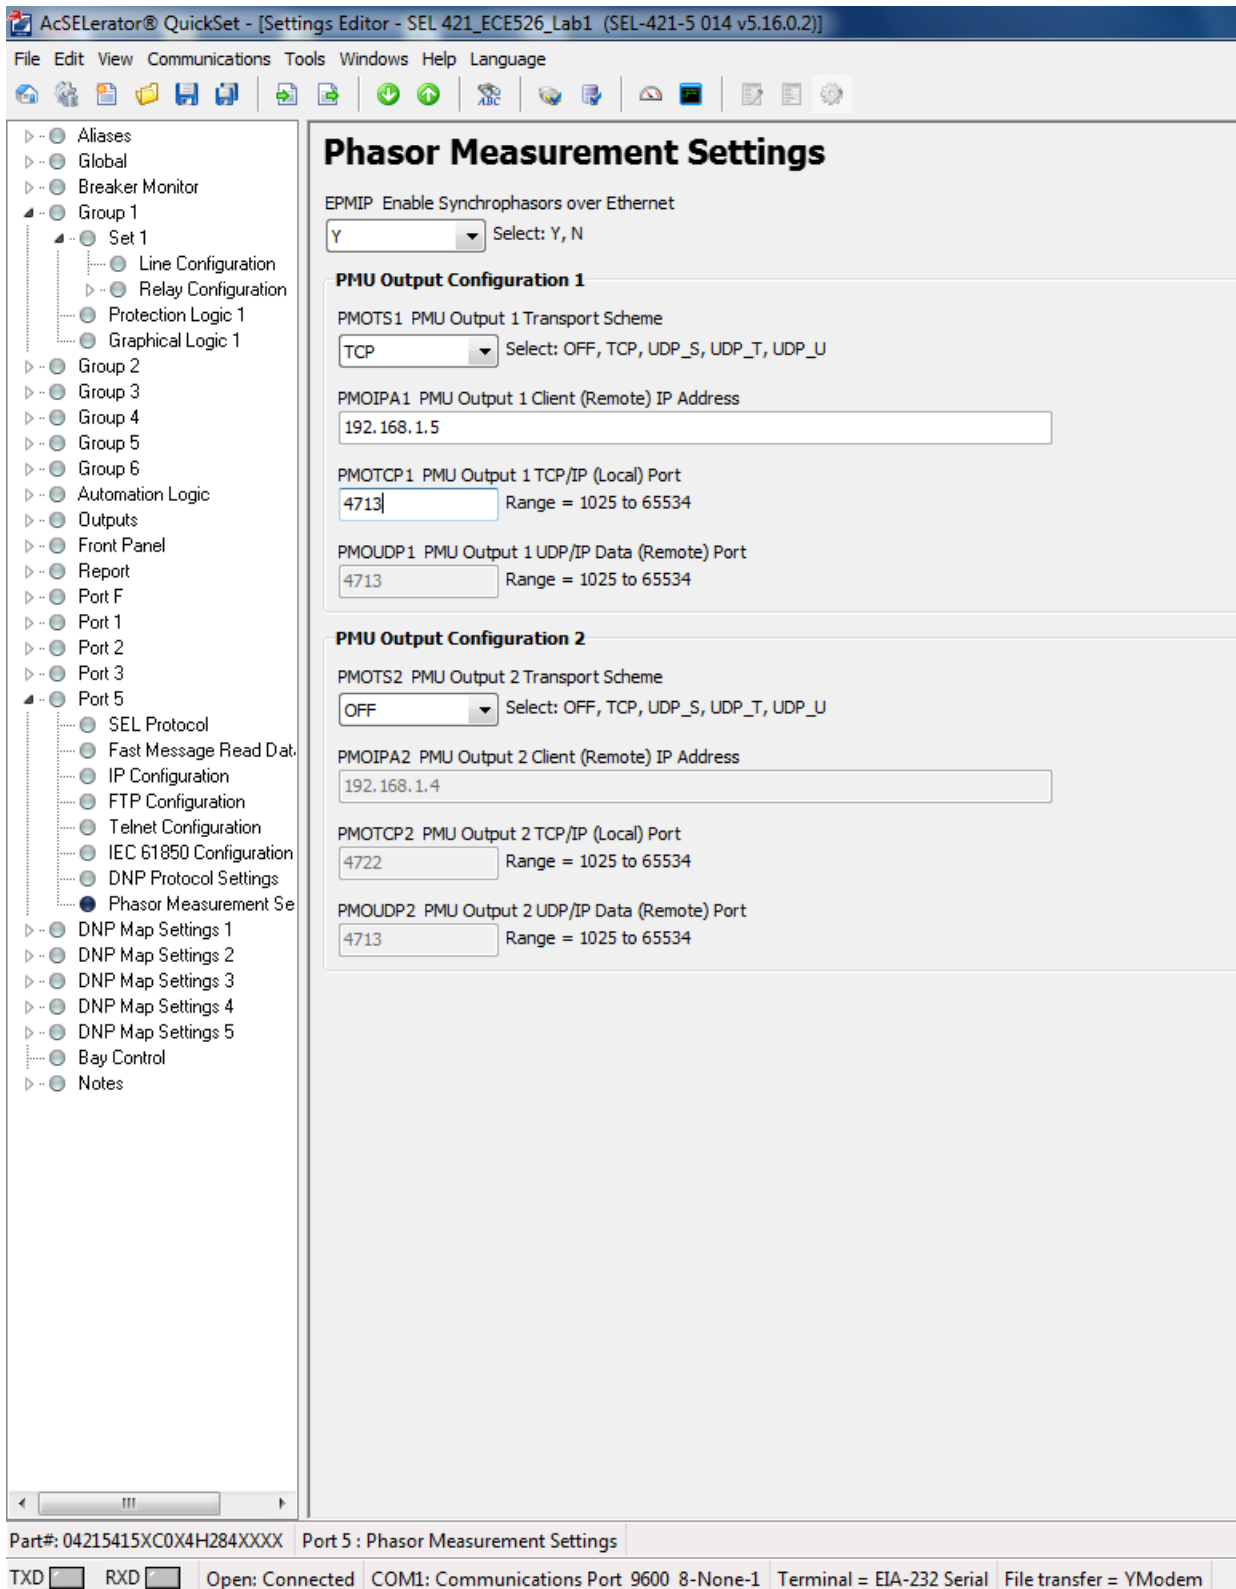 AcSELerator® QuickSet - [Settings Editor - SEL 421_ECE526_Lab1 (SEL-421-5 014 v5.16.0.2)]
File Edit View Communications Tools Windows Help Language
Aliases
Global
Breaker Monitor
Group 1
Set 1
Line Configuration
Relay Configuration
Protection Logic 1
Graphical Logic 1
Group 2
Group 3
Group 4
Group 5
Group 6
Automation Logic
Outputs
Front Panel
Report
Port F
Port 1
Port 2
Port 3
Port 5
SEL Protocol
Fast Message Read Dat
IP Configuration
FTP Configuration
Telnet Configuration
IEC 61850 Configuration
DNP Protocol Settings
Phasor Measurement Se
DNP Map Settings 1
DNP Map Settings 2
DNP Map Settings 3
DNP Map Settings 4
DNP Map Settings 5
Bay Control
Notes
Phasor Measurement Settings
EPMIP Enable Synchrophasors over Ethernet
Y Select: Y, N
PMU Output Configuration 1
PMOTS1 PMU Output 1 Transport Scheme
TCP Select: OFF, TCP, UDP_S, UDP_T, UDP_U
PMOIPA1 PMU Output 1 Client (Remote) IP Address
192.168.1.5
PMOTCP1 PMU Output 1 TCP/IP (Local) Port
4713 Range = 1025 to 65534
PMOUDP1 PMU Output 1 UDP/IP Data (Remote) Port
4713 Range = 1025 to 65534
PMU Output Configuration 2
PMOTS2 PMU Output 2 Transport Scheme
OFF Select: OFF, TCP, UDP_S, UDP_T, UDP_U
PMOIPA2 PMU Output 2 Client (Remote) IP Address
192.168.1.4
PMOTCP2 PMU Output 2 TCP/IP (Local) Port
4722 Range = 1025 to 65534
PMOUDP2 PMU Output 2 UDP/IP Data (Remote) Port
4713 Range = 1025 to 65534
Part#: 04215415XC0X4H284XXXX Port 5 : Phasor Measurement Settings
TXD RXD Open: Connected COM1: Communications Port 9600 8-None-1 Terminal = EIA-232 Serial File transfer = YModem